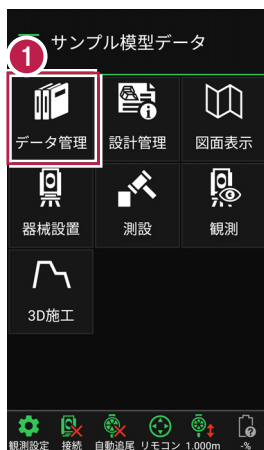 サンプル模型データ
1
データ管理 設計管理 図面表示
器械設置 測設 観測
3D施工
観測設定 接続 自動追尾 リモコン 1.000m -%